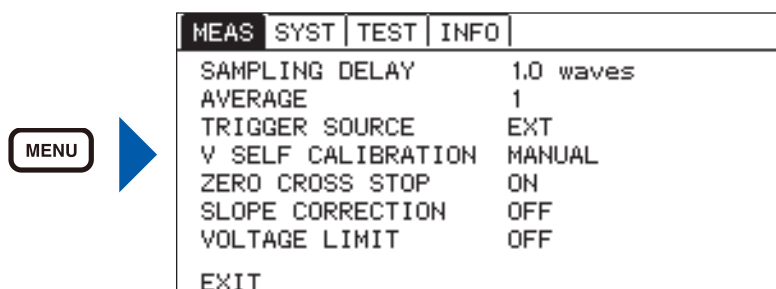 MEAS SYST TEST INFO
SAMPLING DELAY 1.0 waves
AVERAGE 1
TRIGGER SOURCE EXT
MENU
V SELF CALIBRATION MANUAL
ZERO CROSS STOP ON
SLOPE CORRECTION OFF
VOLTAGE LIMIT OFF
EXIT